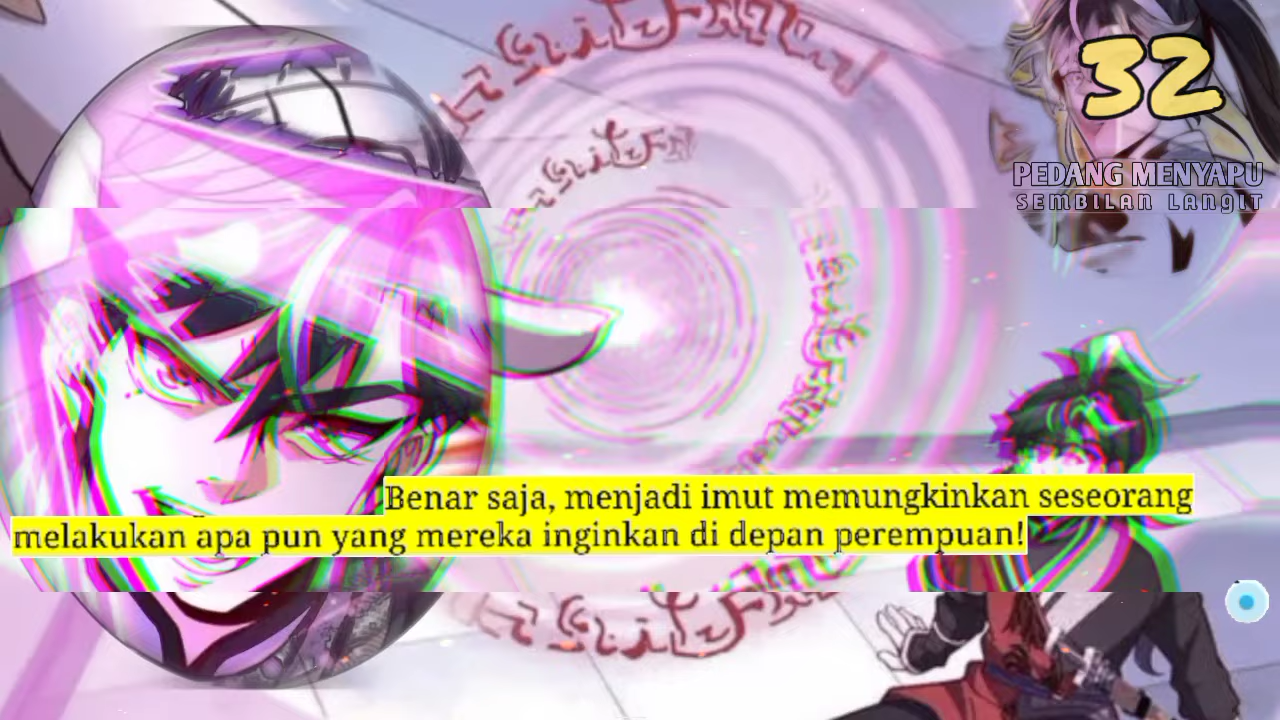 32
PEDANG MENYAPU
SEMBILAN LANGIT
Benar saja, menjadi imut memungkinkan seseorang
melakukan apa pun yang mereka inginkan di depan perempuan!